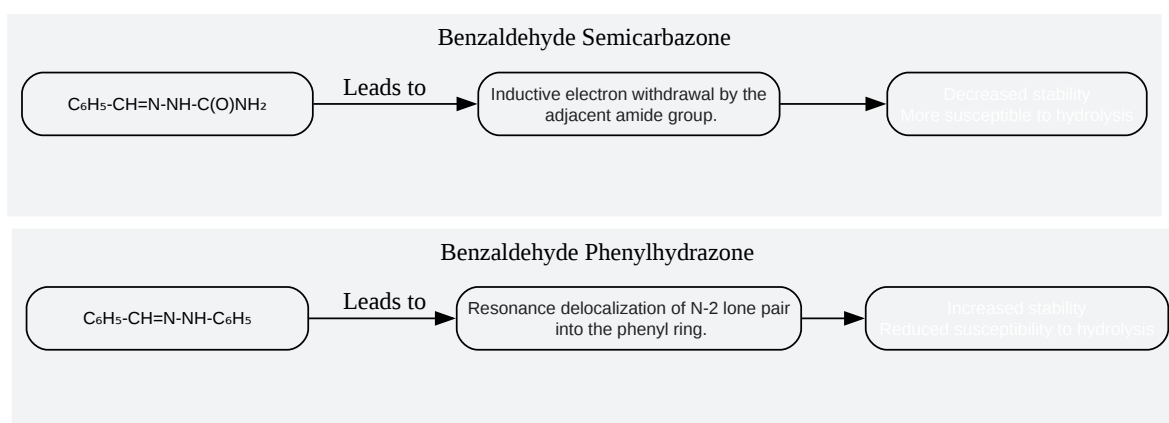 Benzaldehyde Semicarbazone
C₆H₅-CH=N-NH-C(O)NH₂
Leads to
Inductive electron withdrawal by the
adjacent amide group.
Decreased stability
More susceptible to hydrolysis
Benzaldehyde Phenylhydrazone
C₆H₅-CH=N-NH-C₆H₅
Leads to
Resonance delocalization of N-2 lone pair
into the phenyl ring.
Increased stability
Reduced susceptibility to hydrolysis